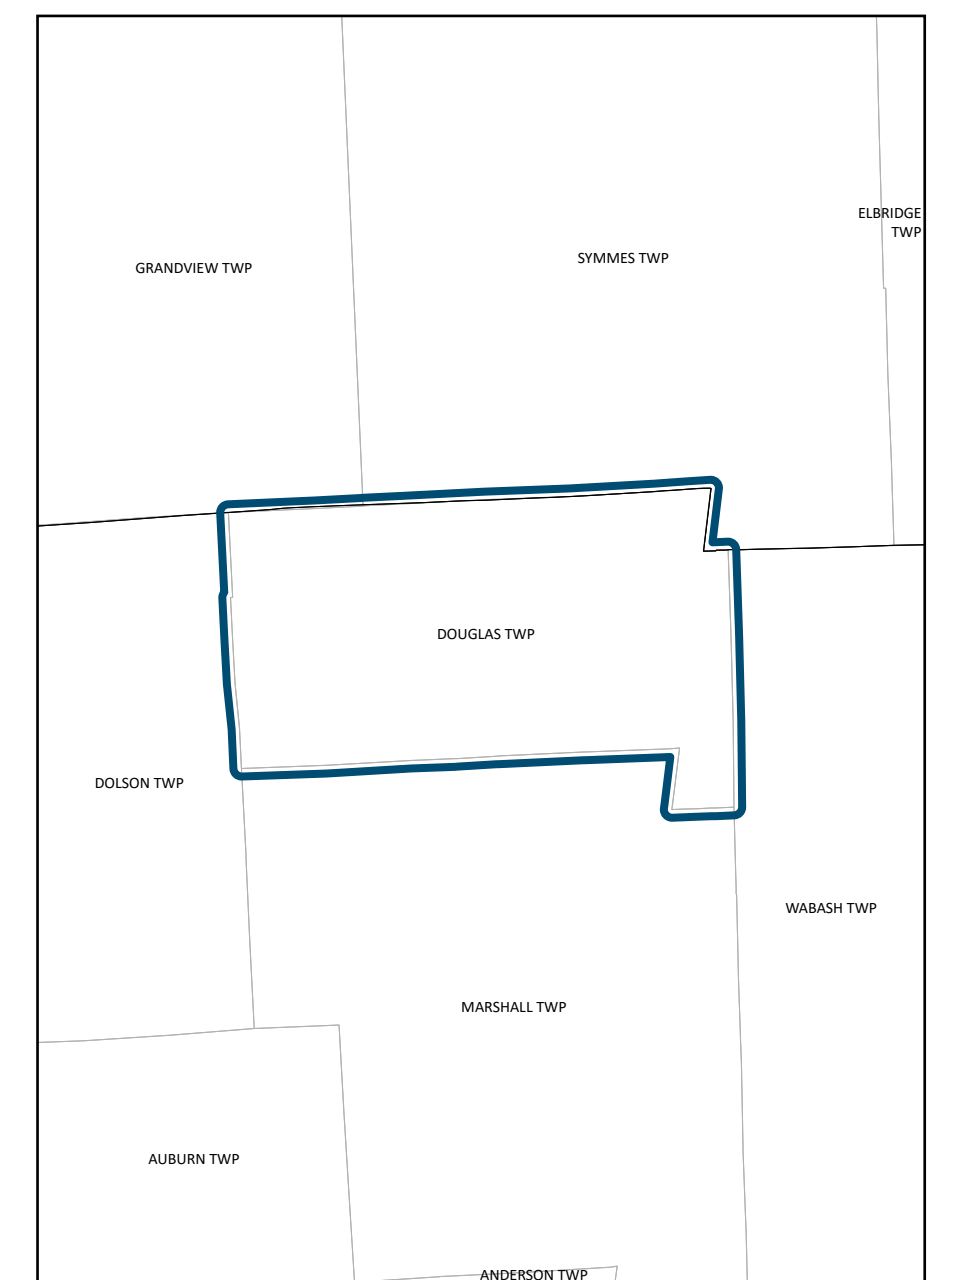 ELBRIDGE
TWP
SYMMES TWP
GRANDVIEW TWP
DOUGLAS TWP
DOLSON TWP
WABASH TWP
MARSHALL TWP
AUBURN TWP
ANDERSON TWP